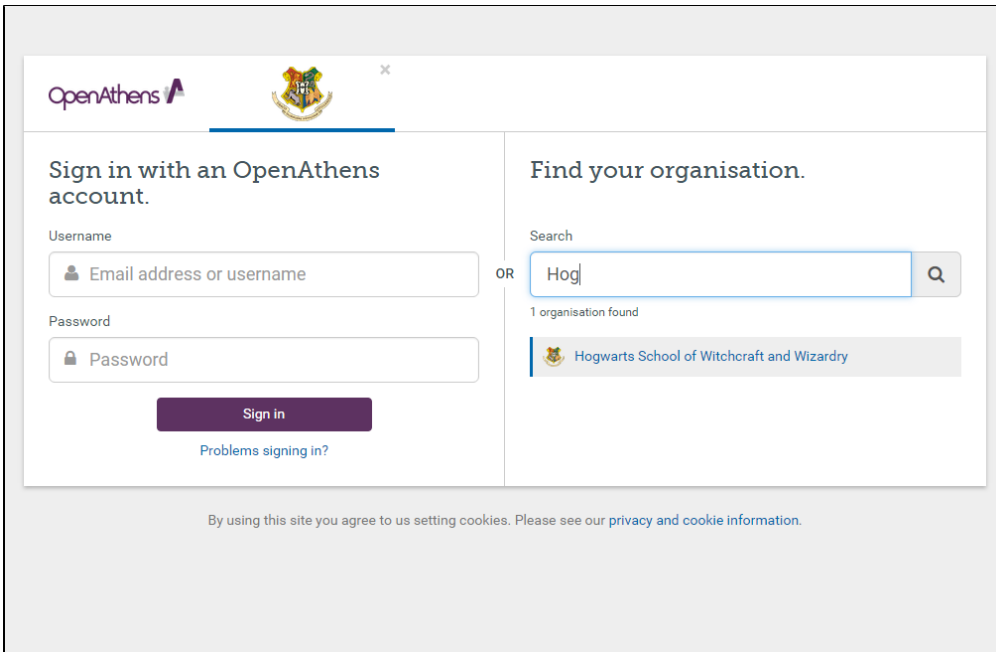 OpenAthens
×
Sign in with an OpenAthens
account.
Username
Email address or username
Password
Password
Sign in
Problems signing in?
OR
Find your organisation.
Search
Hog
1 organisation found
Hogwarts School of Witchcraft and Wizardry
By using this site you agree to us setting cookies. Please see our privacy and cookie information.